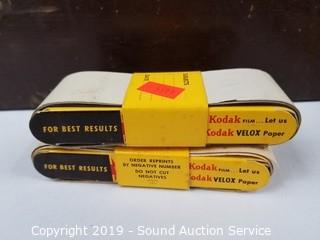 FOR BEST RESULTS
Kodak FILM ... Let us
Kodak VELOX Paper
FOR BEST RESULTS
ORDER REPRINTS
BY NEGATIVE NUMBER
DO NOT CUT
NEGATIVES
Kodak FILM ... Let us
Kodak VELOX Paper
Copyright 2019 - Sound Auction Service